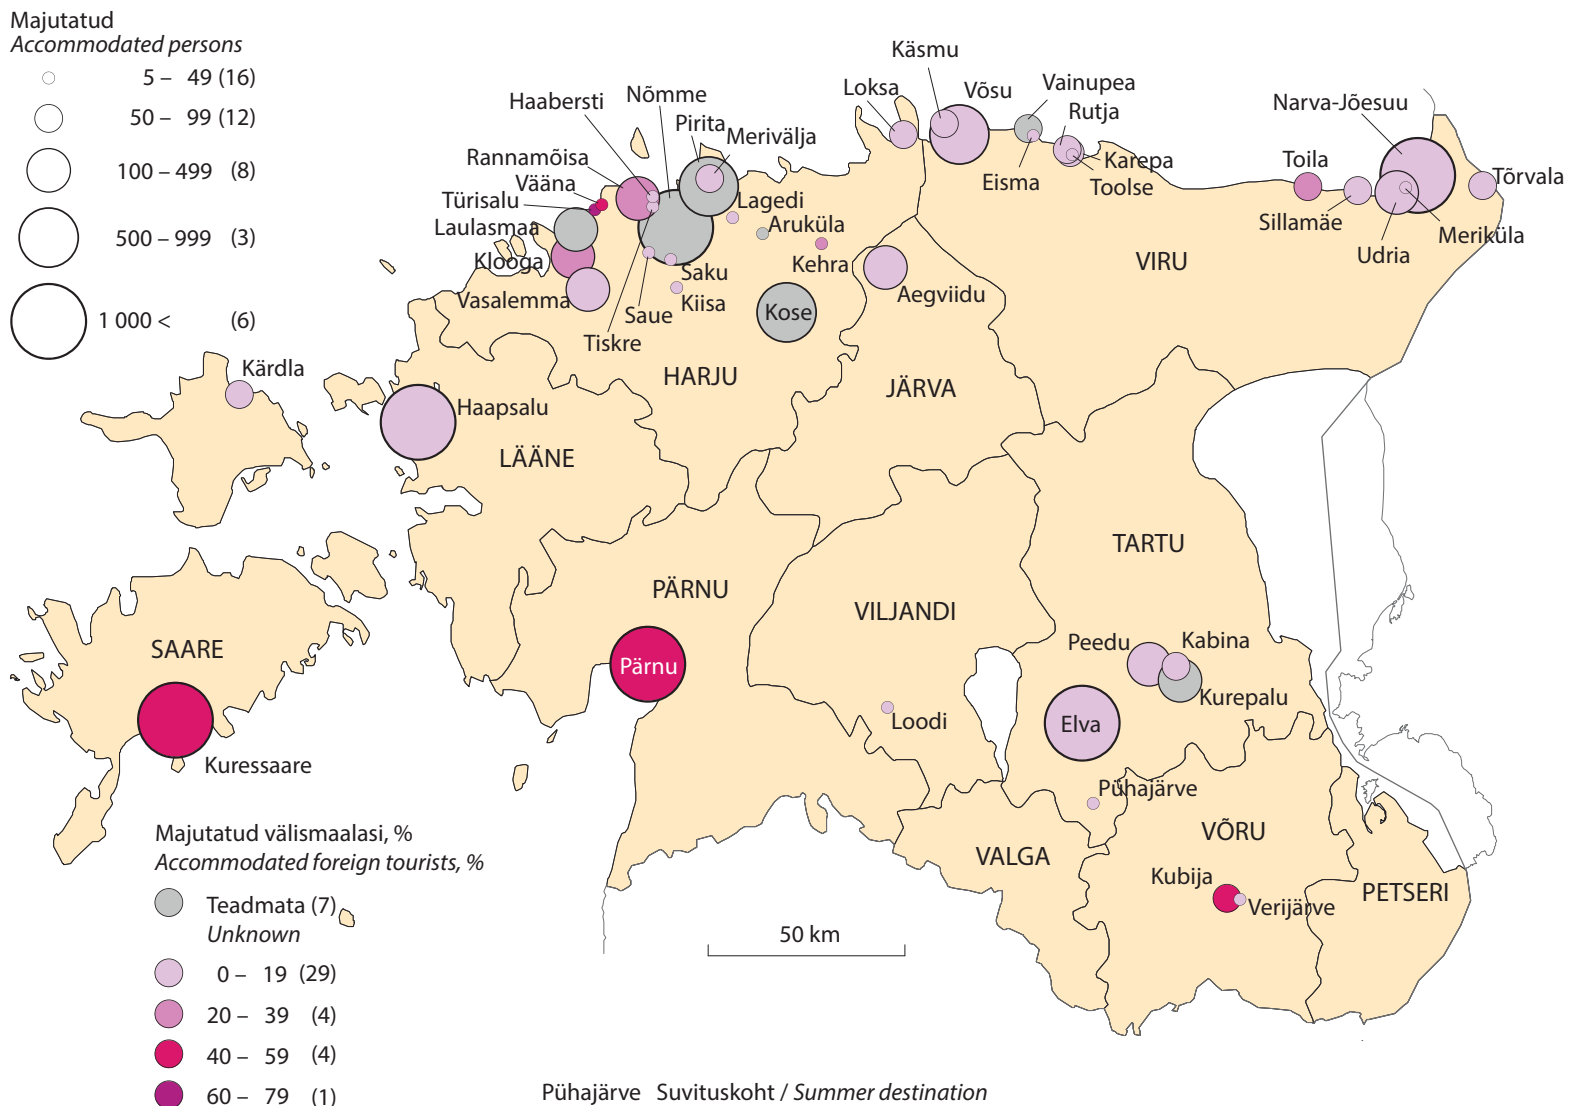 Majutatud
Accommodated persons
5 – 49 (16)
50 – 99 (12)
100 – 499 (8)
500 – 999 (3)
1 000 < (6)
Käsmu
Loksa
Võsu
Vainupea
Rutja
Narva-Jõesuu
Haabersti
Nõmme
Pirita
Merivälja
Rannamõisa
Vääna
Türisalu
Laulasmaa
Klooga
Vasalemma
Lagedi
Aruküla
Kehra
Saku
Kiisa
Saue
Tiskre
Kose
Aegviidu
Eisma
Karepa
Toolse
Toila
Sillamäe
Udria
Meriküla
Tõrvala
VIRU
HARJU
JÄRVA
Kärdla
Haapsalu
LÄÄNE
TARTU
PÄRNU
VILJANDI
SAARE
Pärnu
Peedu
Kabina
Kurepalu
Loodi
Elva
Kuressaare
Pühajärve
VÕRU
VALGA
Kubija
Verijärve
PETSERI
Majutatud välismaalasi, %
Accommodated foreign tourists, %
Teadmata (7)
Unknown
0 – 19 (29)
20 – 39 (4)
40 – 59 (4)
60 – 79 (1)
50 km
Pühajärve Suvituskoht / Summer destination